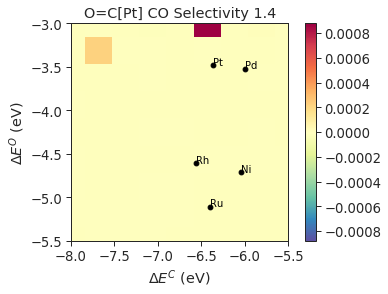 O=C[Pt] CO Selectivity 1.4
−3.0
−3.5
−4.0
−4.5
−5.0
−5.5
ΔE^O (eV)
Pt
Pd
Rh
Ni
Ru
−8.0 −7.5 −7.0 −6.5 −6.0 −5.5
ΔE^C (eV)
0.0008
0.0006
0.0004
0.0002
0.0000
−0.0002
−0.0004
−0.0006
−0.0008